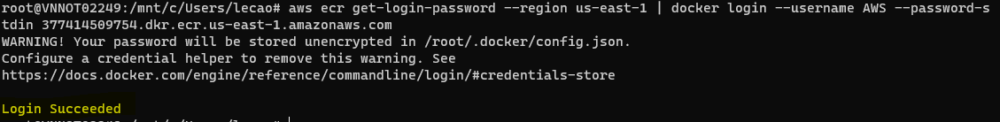 root@VNNOT02249:/mnt/c/Users/lecao# aws ecr get-login-password --region us-east-1 | docker login --username AWS --password-s
tdin 377414509754.dkr.ecr.us-east-1.amazonaws.com
WARNING! Your password will be stored unencrypted in /root/.docker/config.json.
Configure a credential helper to remove this warning. See
https://docs.docker.com/engine/reference/commandline/login/#credentials-store
Login Succeeded